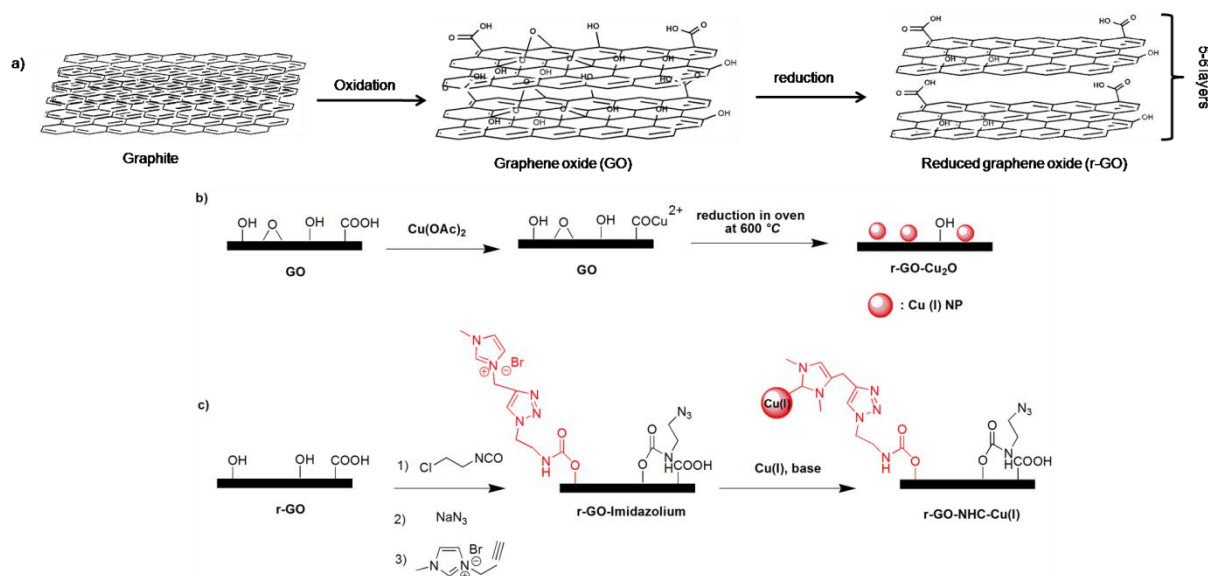 a)
Oxidation
reduction
5-6 layers
Graphite
Graphene oxide (GO)
Reduced graphene oxide (r-GO)
b)
OH O OH COOH
Cu(OAc)2
OH O OH COCu2+
reduction in oven
at 600 °C
OH
GO
GO
r-GO-Cu2O
: Cu (I) NP
c)
N
N
Br
N
N
N
N3
O
NH
O
O
O
N
H
COOH
OH OH COOH
r-GO
1) Cl NCO
2) NaN3
3) N N Br
r-GO-Imidazolium
Cu(I), base
N
Cu(I)
N
N
N
N
N3
O
NH
O
O
O
N
H
COOH
r-GO-NHC-Cu(I)